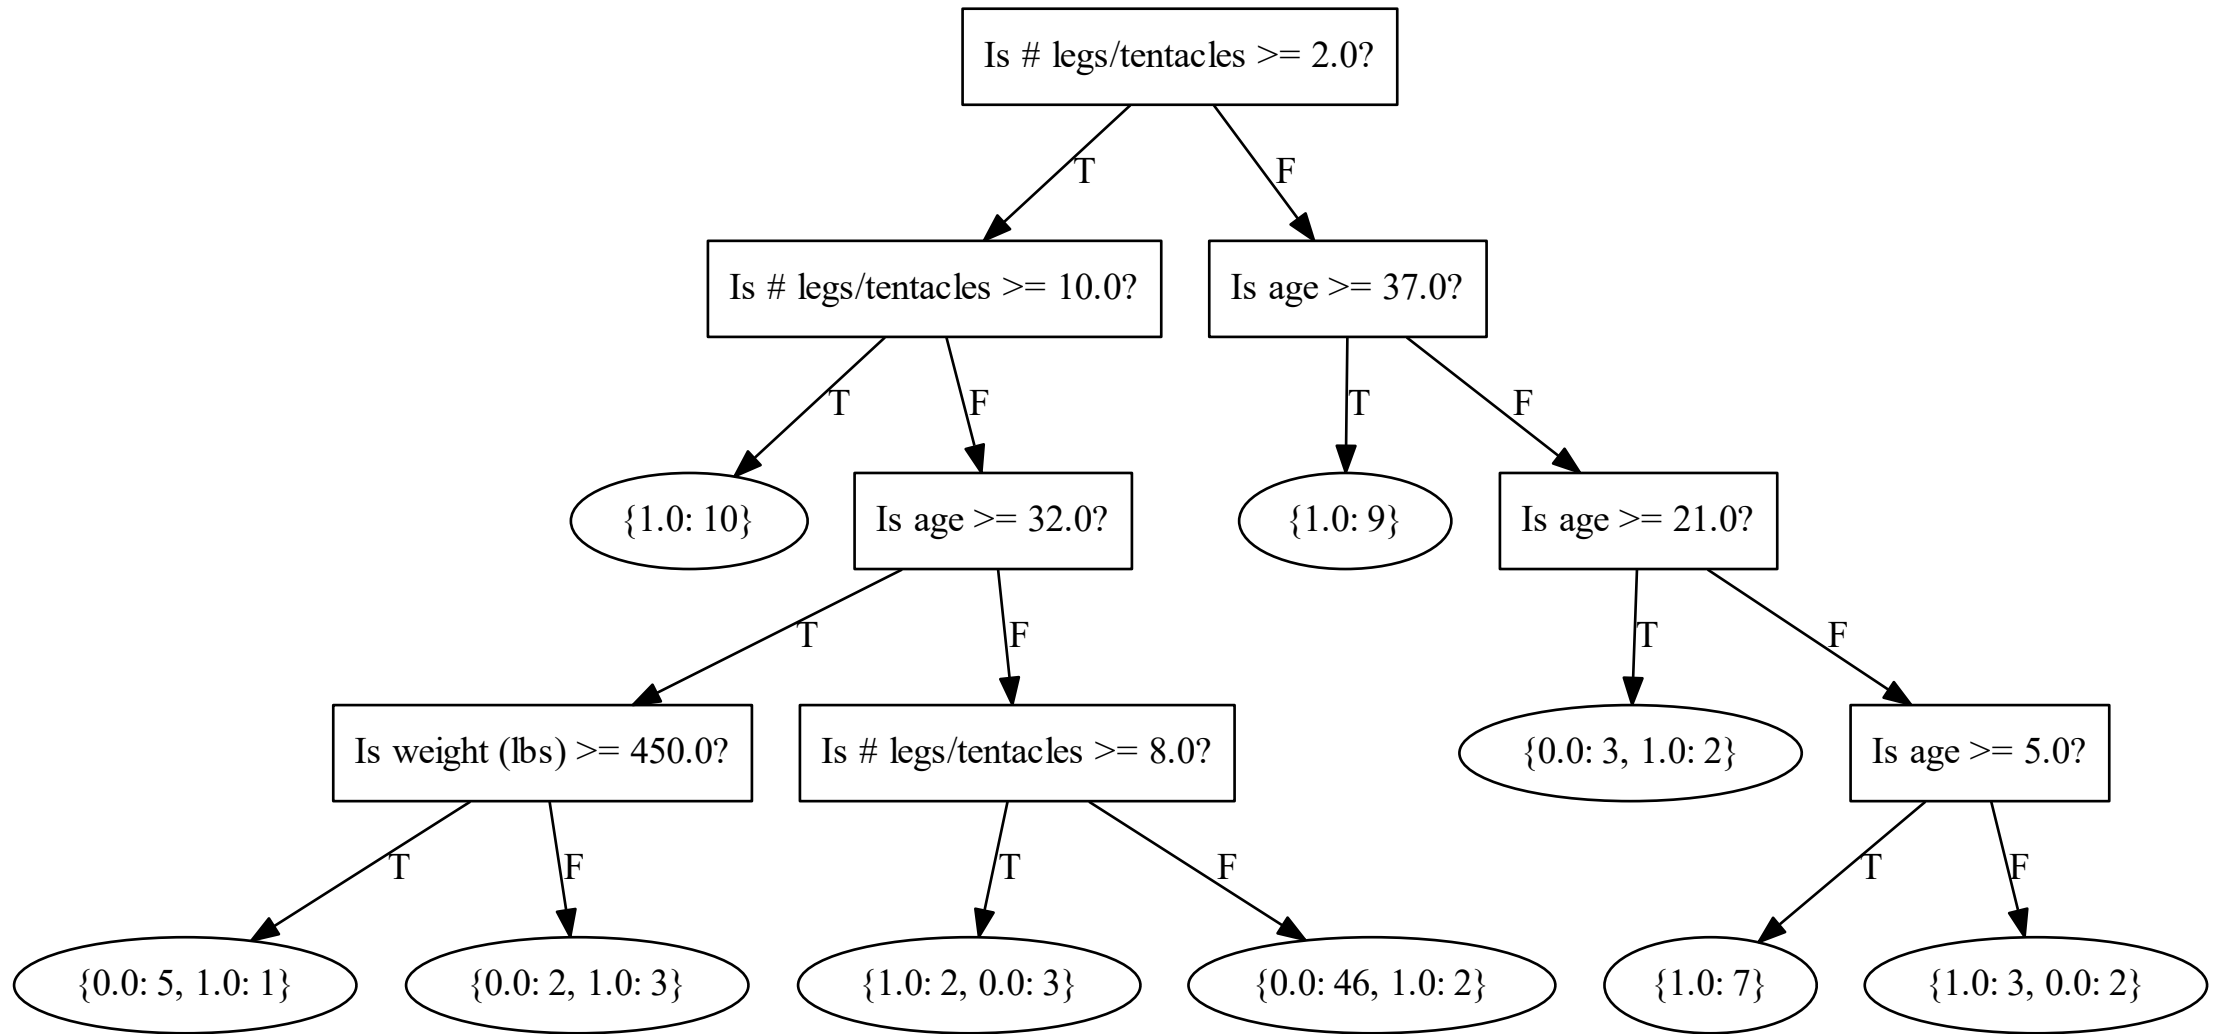 Is # legs/tentacles >= 2.0?
T
F
Is # legs/tentacles >= 10.0?
Is age >= 37.0?
T
F
T
F
{1.0: 10}
Is age >= 32.0?
{1.0: 9}
Is age >= 21.0?
T
F
T
F
Is weight (lbs) >= 450.0?
Is # legs/tentacles >= 8.0?
{0.0: 3, 1.0: 2}
Is age >= 5.0?
T
F
T
F
T
F
{0.0: 5, 1.0: 1}
{0.0: 2, 1.0: 3}
{1.0: 2, 0.0: 3}
{0.0: 46, 1.0: 2}
{1.0: 7}
{1.0: 3, 0.0: 2}